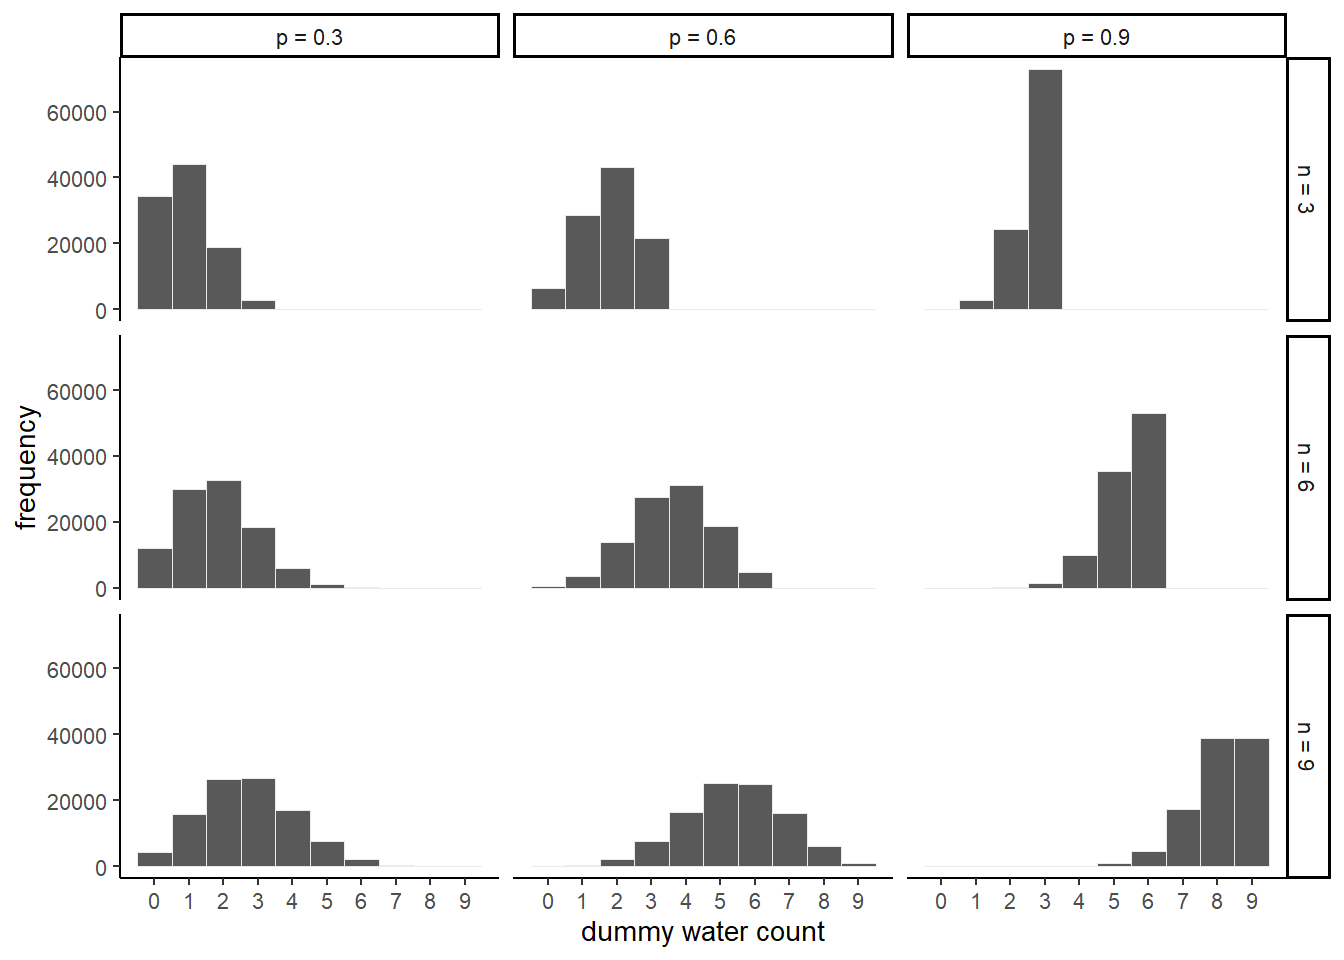 p = 0.3
p = 0.6
p = 0.9
60000
40000
20000
0
n = 3
60000
40000
20000
0
n = 6
60000
40000
20000
0
n = 9
frequency
0 1 2 3 4 5 6 7 8 9
0 1 2 3 4 5 6 7 8 9
0 1 2 3 4 5 6 7 8 9
dummy water count